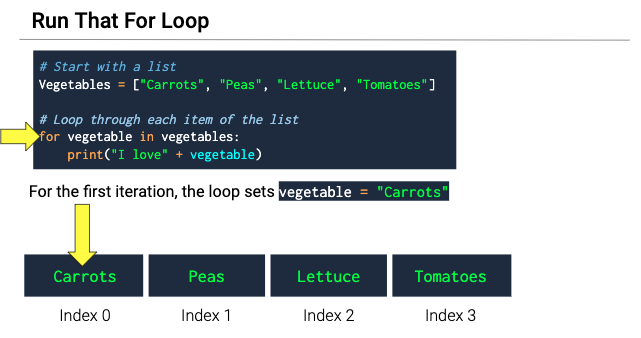 Run That For Loop
# Start with a list
Vegetables = ["Carrots", "Peas", "Lettuce", "Tomatoes"]
# Loop through each item of the list
for vegetable in vegetables:
print("I love" + vegetable)
For the first iteration, the loop sets vegetable = "Carrots"
Carrots Peas Lettuce Tomatoes
Index 0 Index 1 Index 2 Index 3